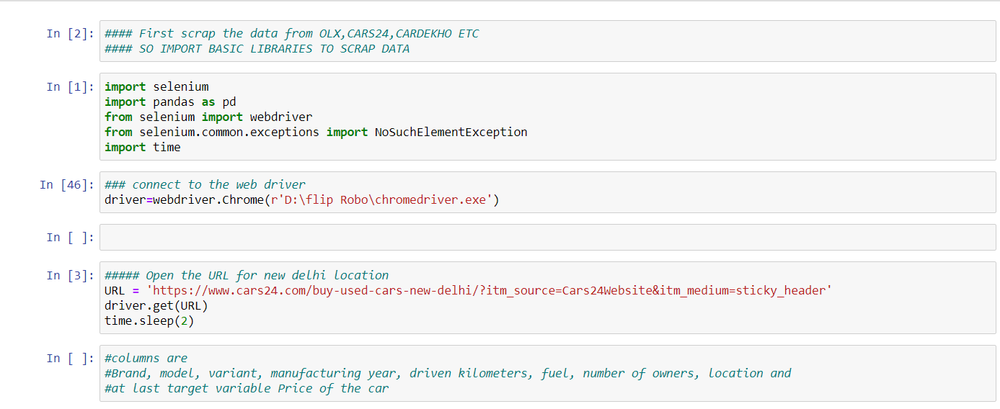 In [2]: #### First scrap the data from OLX,CARS24,CARDEKHO ETC
#### SO IMPORT BASIC LIBRARIES TO SCRAP DATA
In [1]: import selenium
import pandas as pd
from selenium import webdriver
from selenium.common.exceptions import NoSuchElementException
import time
In [46]: ### connect to the web driver
driver=webdriver.Chrome(r'D:\flip Robo\chromedriver.exe')
In [ ]:
In [3]: ##### Open the URL for new delhi location
URL = 'https://www.cars24.com/buy-used-cars-new-delhi/?itm_source=Cars24Website&itm_medium=sticky_header'
driver.get(URL)
time.sleep(2)
In [ ]: #columns are
#Brand, model, variant, manufacturing year, driven kilometers, fuel, number of owners, location and
#at last target variable Price of the car